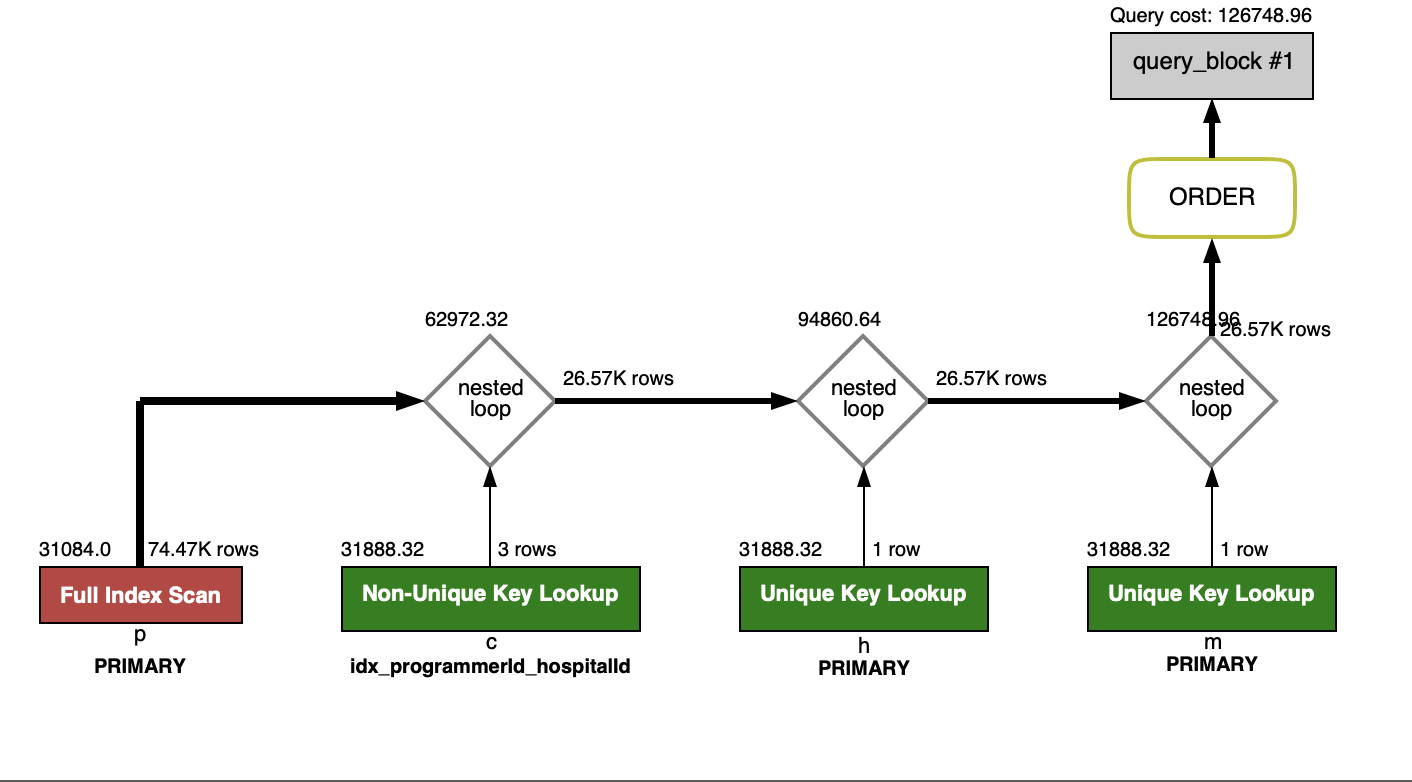 Query cost: 126748.96
query_block #1
ORDER
62972.32
94860.64
126748.96
26.57K rows
nested
loop
26.57K rows
nested
loop
26.57K rows
nested
loop
31084.0
74.47K rows
31888.32
3 rows
31888.32
1 row
31888.32
1 row
Full Index Scan
Non-Unique Key Lookup
Unique Key Lookup
Unique Key Lookup
p
c
h
m
PRIMARY
idx_programmerId_hospitalId
PRIMARY
PRIMARY